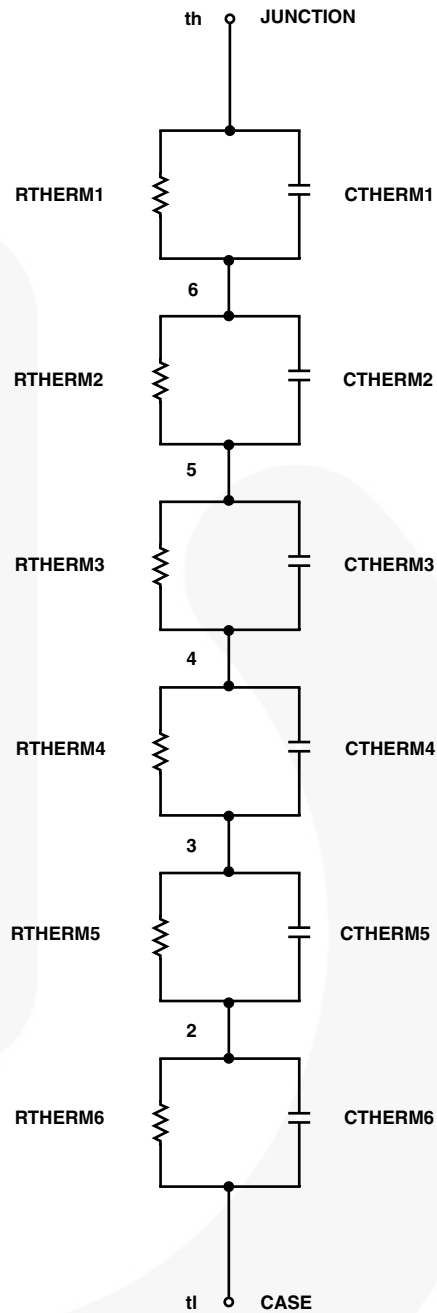 th JUNCTION
RTHERM1 CTHERM1
6
RTHERM2 CTHERM2
5
RTHERM3 CTHERM3
4
RTHERM4 CTHERM4
3
RTHERM5 CTHERM5
2
RTHERM6 CTHERM6
tl CASE